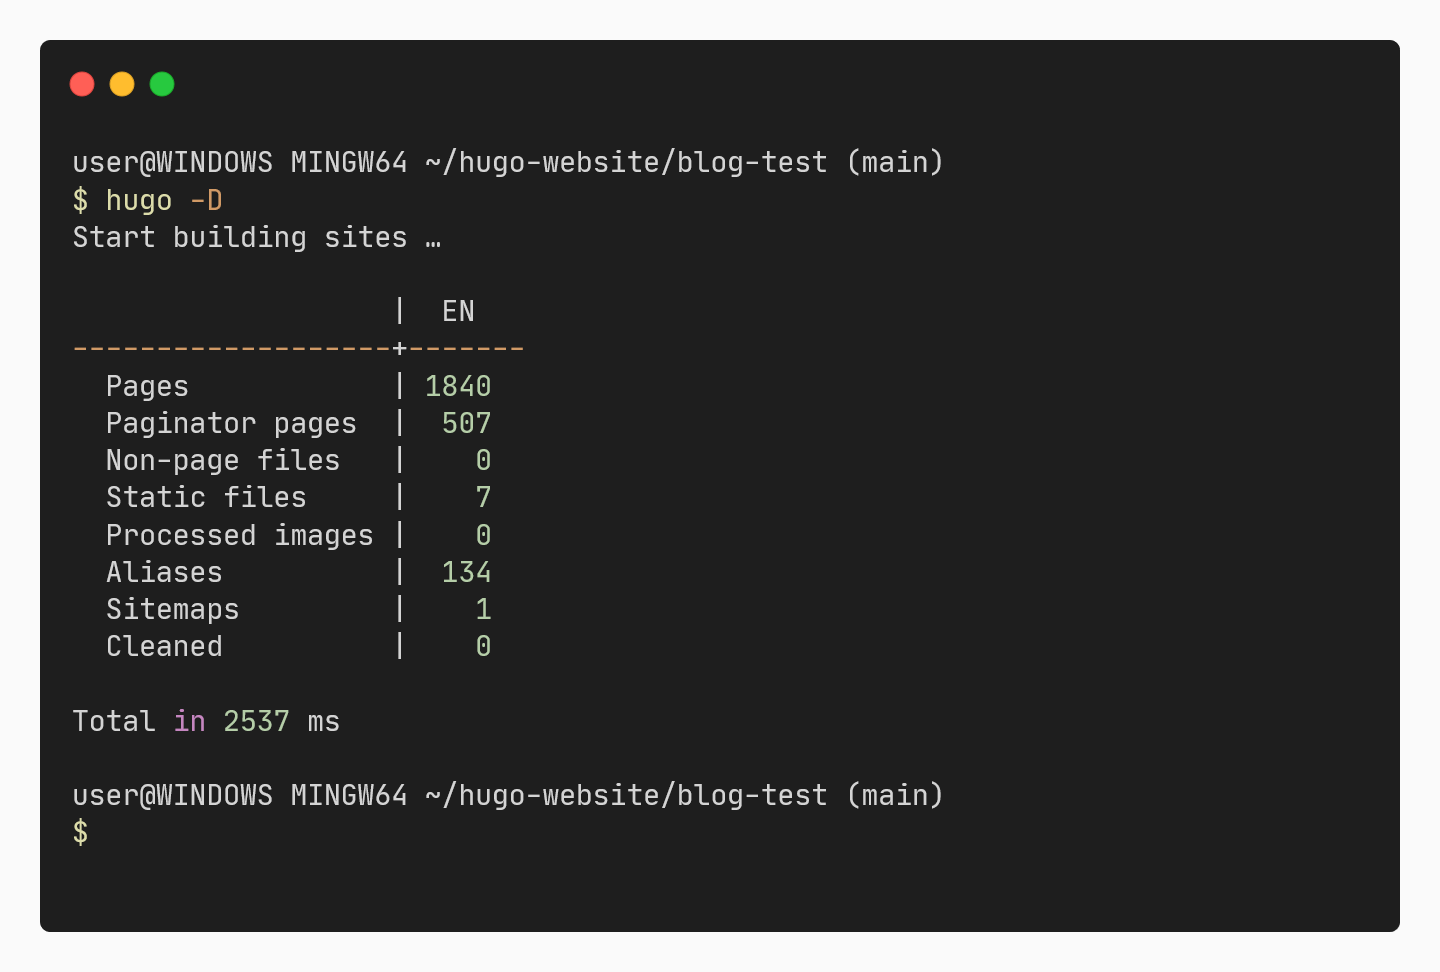 user@WINDOWS MINGW64 ~/hugo-website/blog-test (main)
$ hugo -D
Start building sites …

                   |  EN
-------------------+-------
  Pages            | 1840
  Paginator pages  |  507
  Non-page files   |    0
  Static files     |    7
  Processed images |    0
  Aliases          |  134
  Sitemaps         |    1
  Cleaned          |    0

Total in 2537 ms

user@WINDOWS MINGW64 ~/hugo-website/blog-test (main)
$